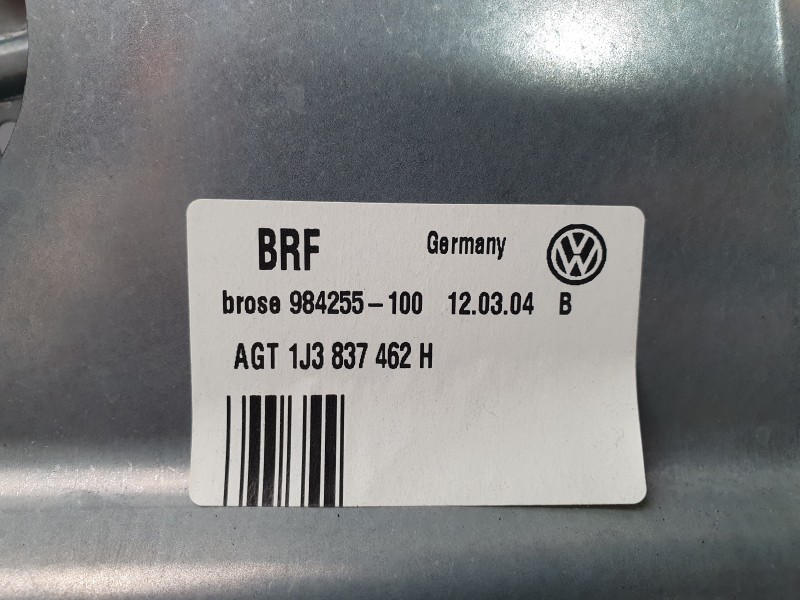 BRF Germany
brose 984255-100 12.03.04 B
AGT 1J3 837 462 H